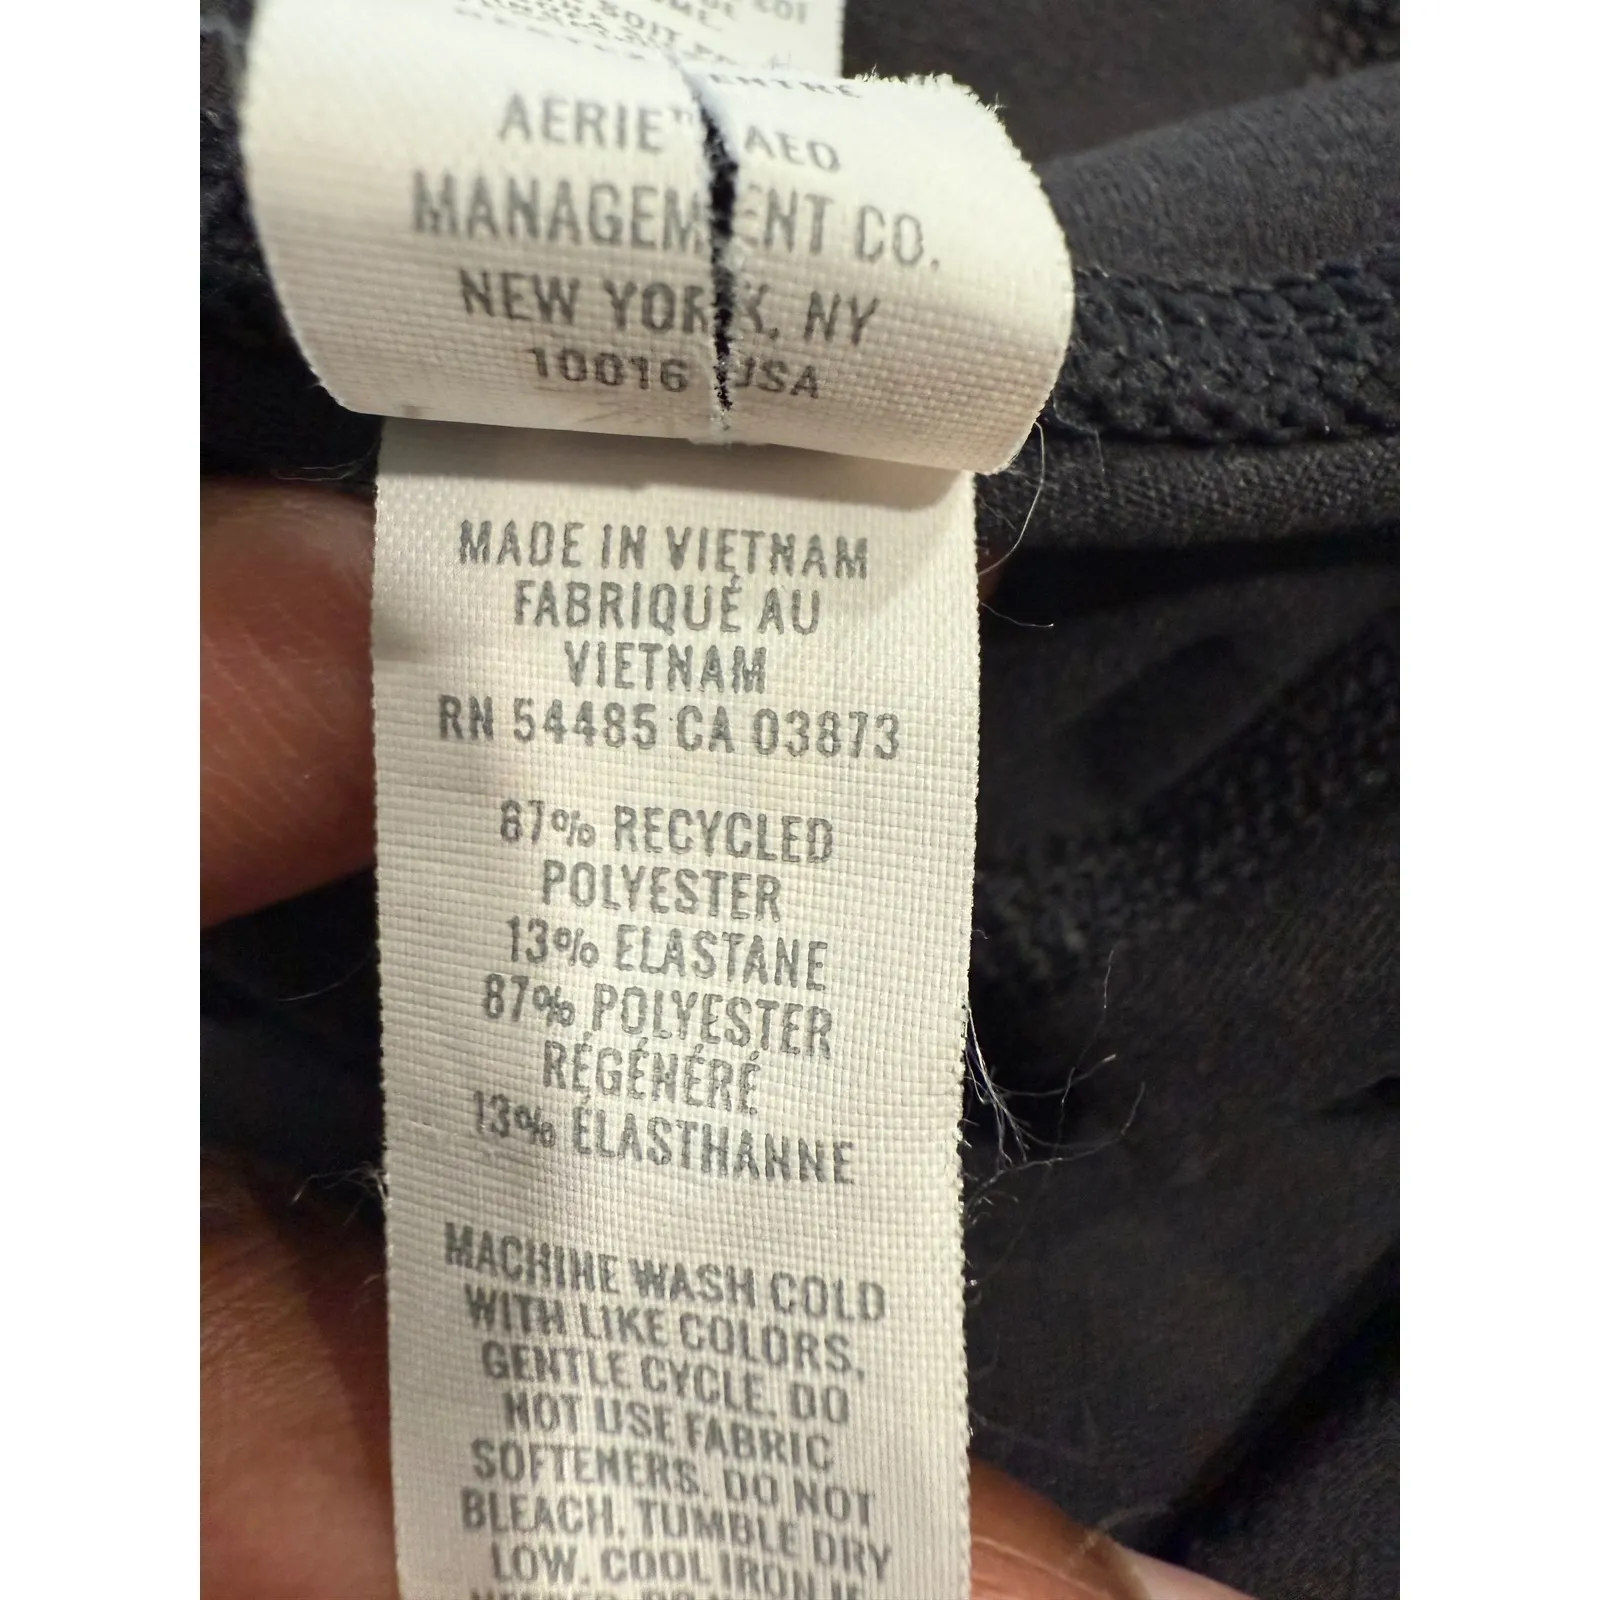 AERIE™ AEO
MANAGEMENT CO.
NEW YORK, NY
10016 USA
MADE IN VIETNAM
FABRIQUÉ AU
VIETNAM
RN 54485 CA 03873
87% RECYCLED
POLYESTER
13% ELASTANE
87% POLYESTER
RÉGÉNÉRÉ
13% ÉLASTHANNE
MACHINE WASH COLD
WITH LIKE COLORS,
GENTLE CYCLE. DO
NOT USE FABRIC
SOFTENERS. DO NOT
BLEACH. TUMBLE DRY
LOW. COOL IRON IF